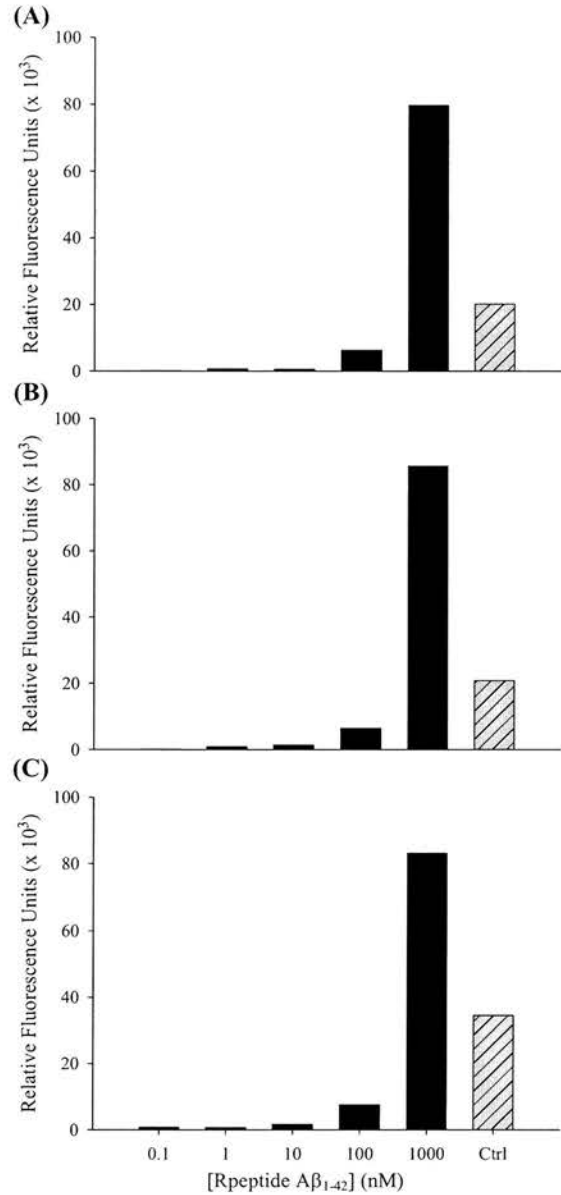 (A)
Relative Fluorescence Units (x 10³)
100
80
60
40
20
0
(B)
Relative Fluorescence Units (x 10³)
100
80
60
40
20
0
(C)
Relative Fluorescence Units (x 10³)
100
80
60
40
20
0
0.1 1 10 100 1000 Ctrl
[Rpeptide Aβ₁₋₄₂] (nM)